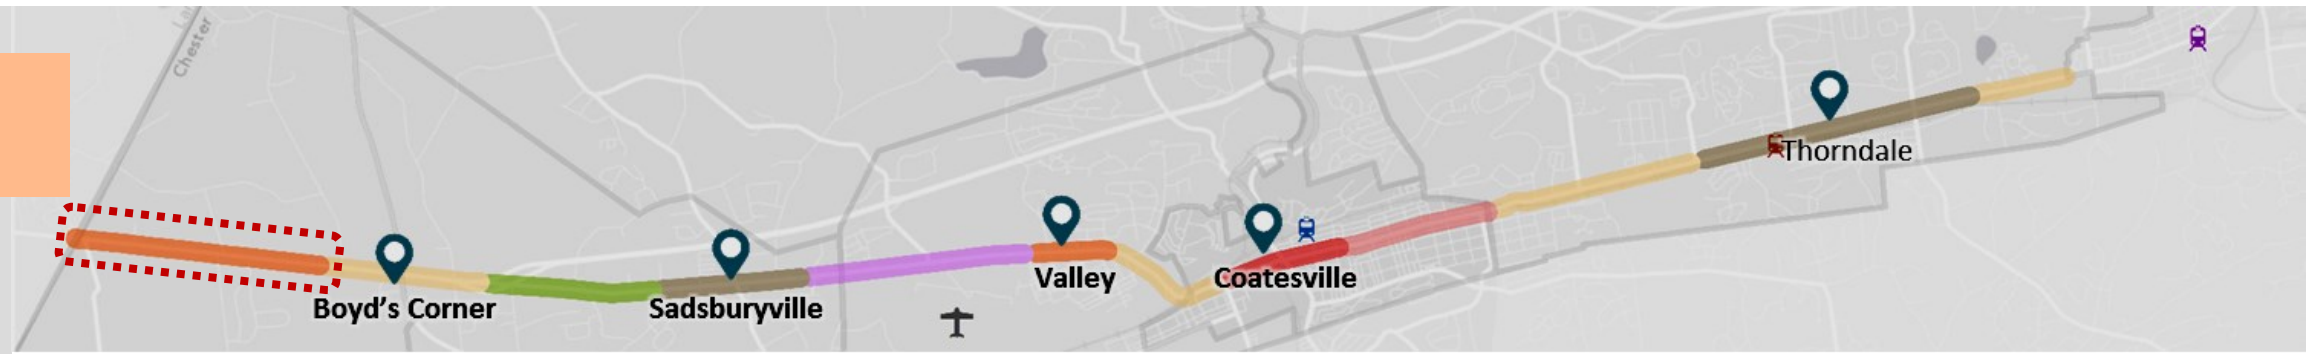 Chester
Boyd's Corner
Sadsburyville
Valley
Coatesville
Thorndale